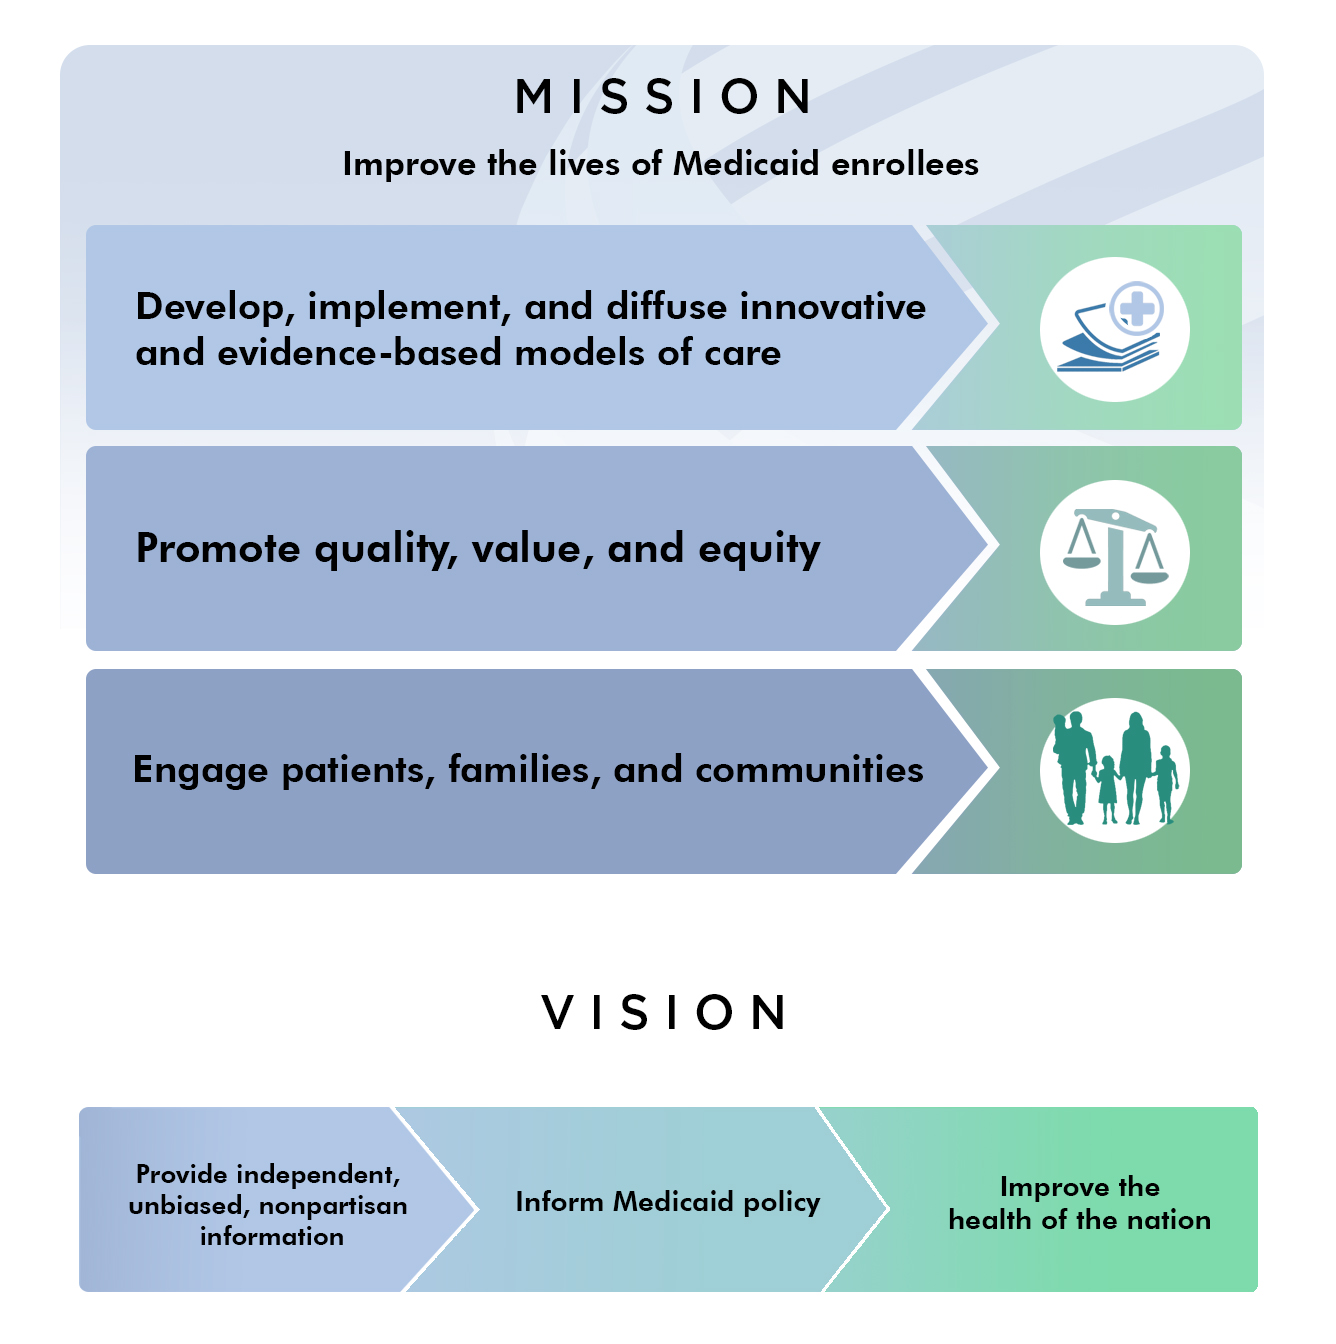 MISSION
Improve the lives of Medicaid enrollees
Develop, implement, and diffuse innovative
and evidence-based models of care
Promote quality, value, and equity
Engage patients, families, and communities
VISION
Provide independent,
unbiased, nonpartisan
information
Inform Medicaid policy
Improve the
health of the nation